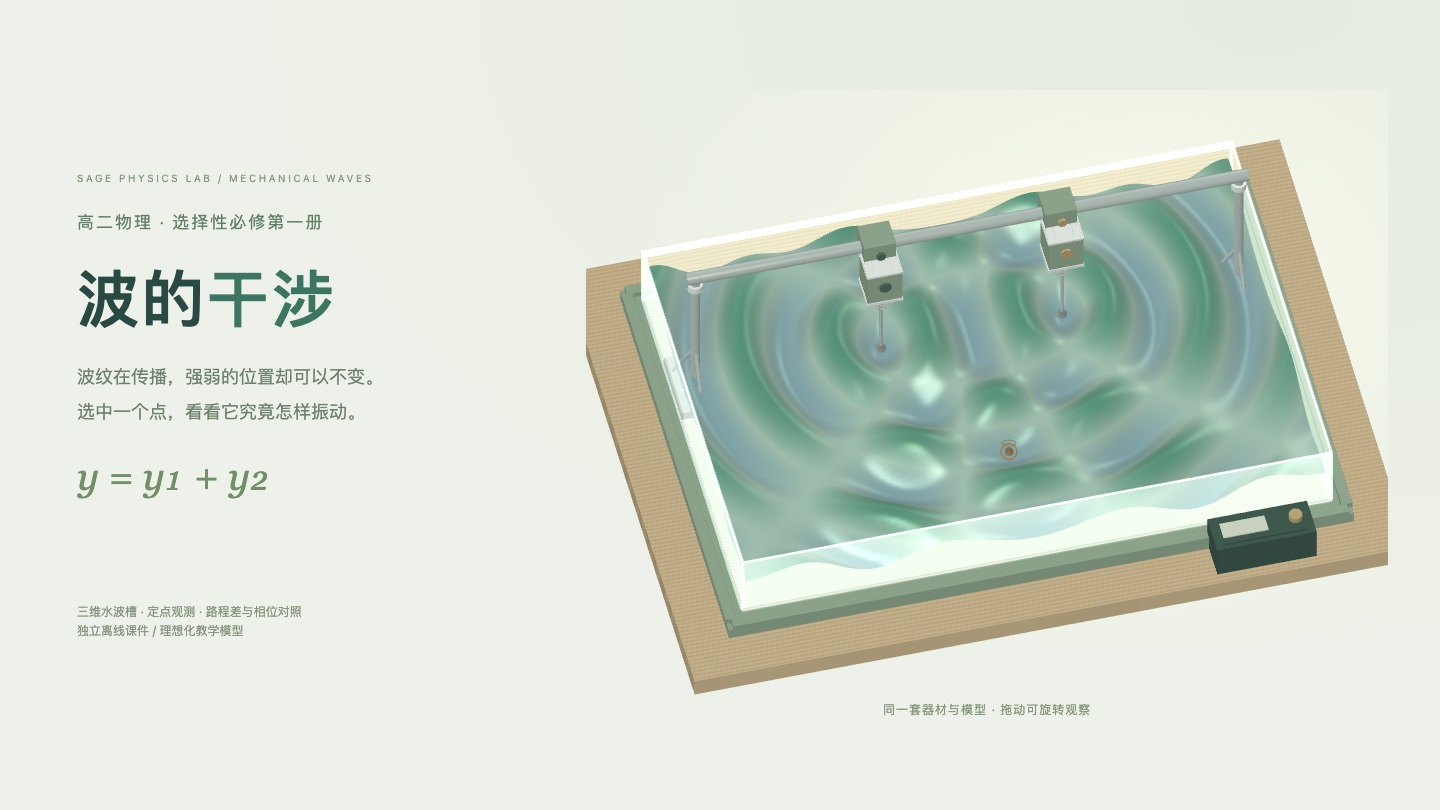 SAGE PHYSICS LAB / MECHANICAL WAVES
高二物理 · 选择性必修第一册
波的干涉
波纹在传播，强弱的位置却可以不变。
选中一个点，看看它究竟怎样振动。
y = y1 + y2
三维水波槽 · 定点观测 · 路程差与相位对照
独立离线课件 / 理想化教学模型
同一套器材与模型 · 拖动可旋转观察